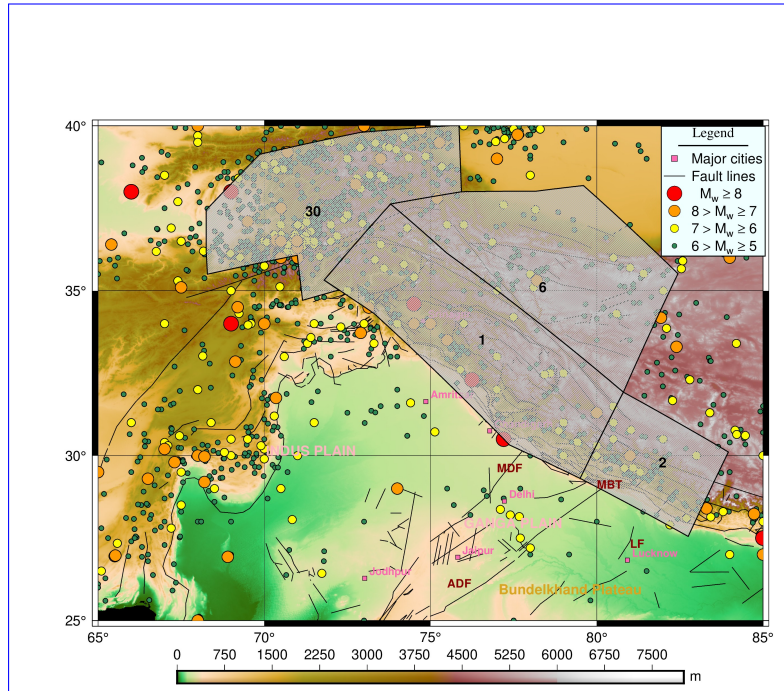 40°
35°
30°
25°
65°
70°
75°
80°
85°
Legend
Major cities
Fault lines
Mw ≥ 8
8 > Mw ≥ 7
7 > Mw ≥ 6
6 > Mw ≥ 5
30
6
1
2
INDUS PLAIN
MDF
MBT
Delhi
GANGA PLAIN
LF
Lucknow
Jaipur
Jodhpur
ADF
Bundelkhand Plateau
0 750 1500 2250 3000 3750 4500 5250 6000 6750 7500 m